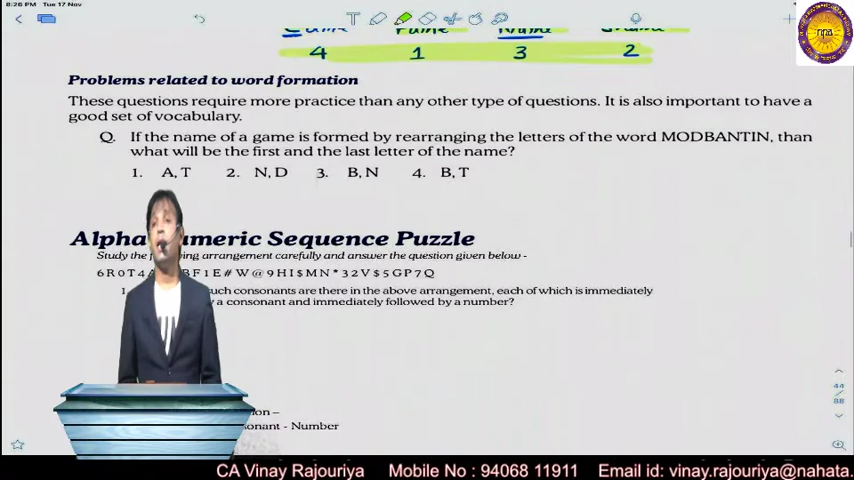 8:26 PM Tue 17 Nov
4 1 3 2
Problems related to word formation
These questions require more practice than any other type of questions. It is also important to have a
good set of vocabulary.
Q. If the name of a game is formed by rearranging the letters of the word MODBANTIN, than
what will be the first and the last letter of the name?
1. A, T 2. N, D 3. B, N 4. B, T
Numeric Sequence Puzzle
Study the arrangement carefully and answer the question given below -
6 R 0 T 4 F 1 E # W @ 9 H I $ M N * 3 2 V $ 5 G P 7 Q
such consonants are there in the above arrangement, each of which is immediately
a consonant and immediately followed by a number?
- Number
44
88
CA Vinay Rajouriya Mobile No : 94068 11911 Email id: vinay.rajouriya@nahata.